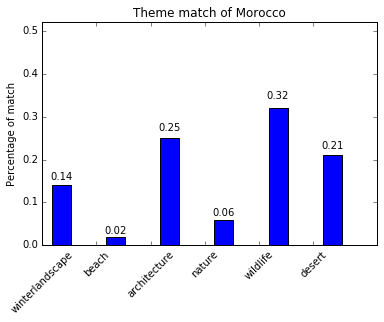 Theme match of Morocco
Percentage of match
0.5
0.4
0.3
0.2
0.1
0.0
0.14
0.02
0.25
0.06
0.32
0.21
winterlandscape
beach
architecture
nature
wildlife
desert